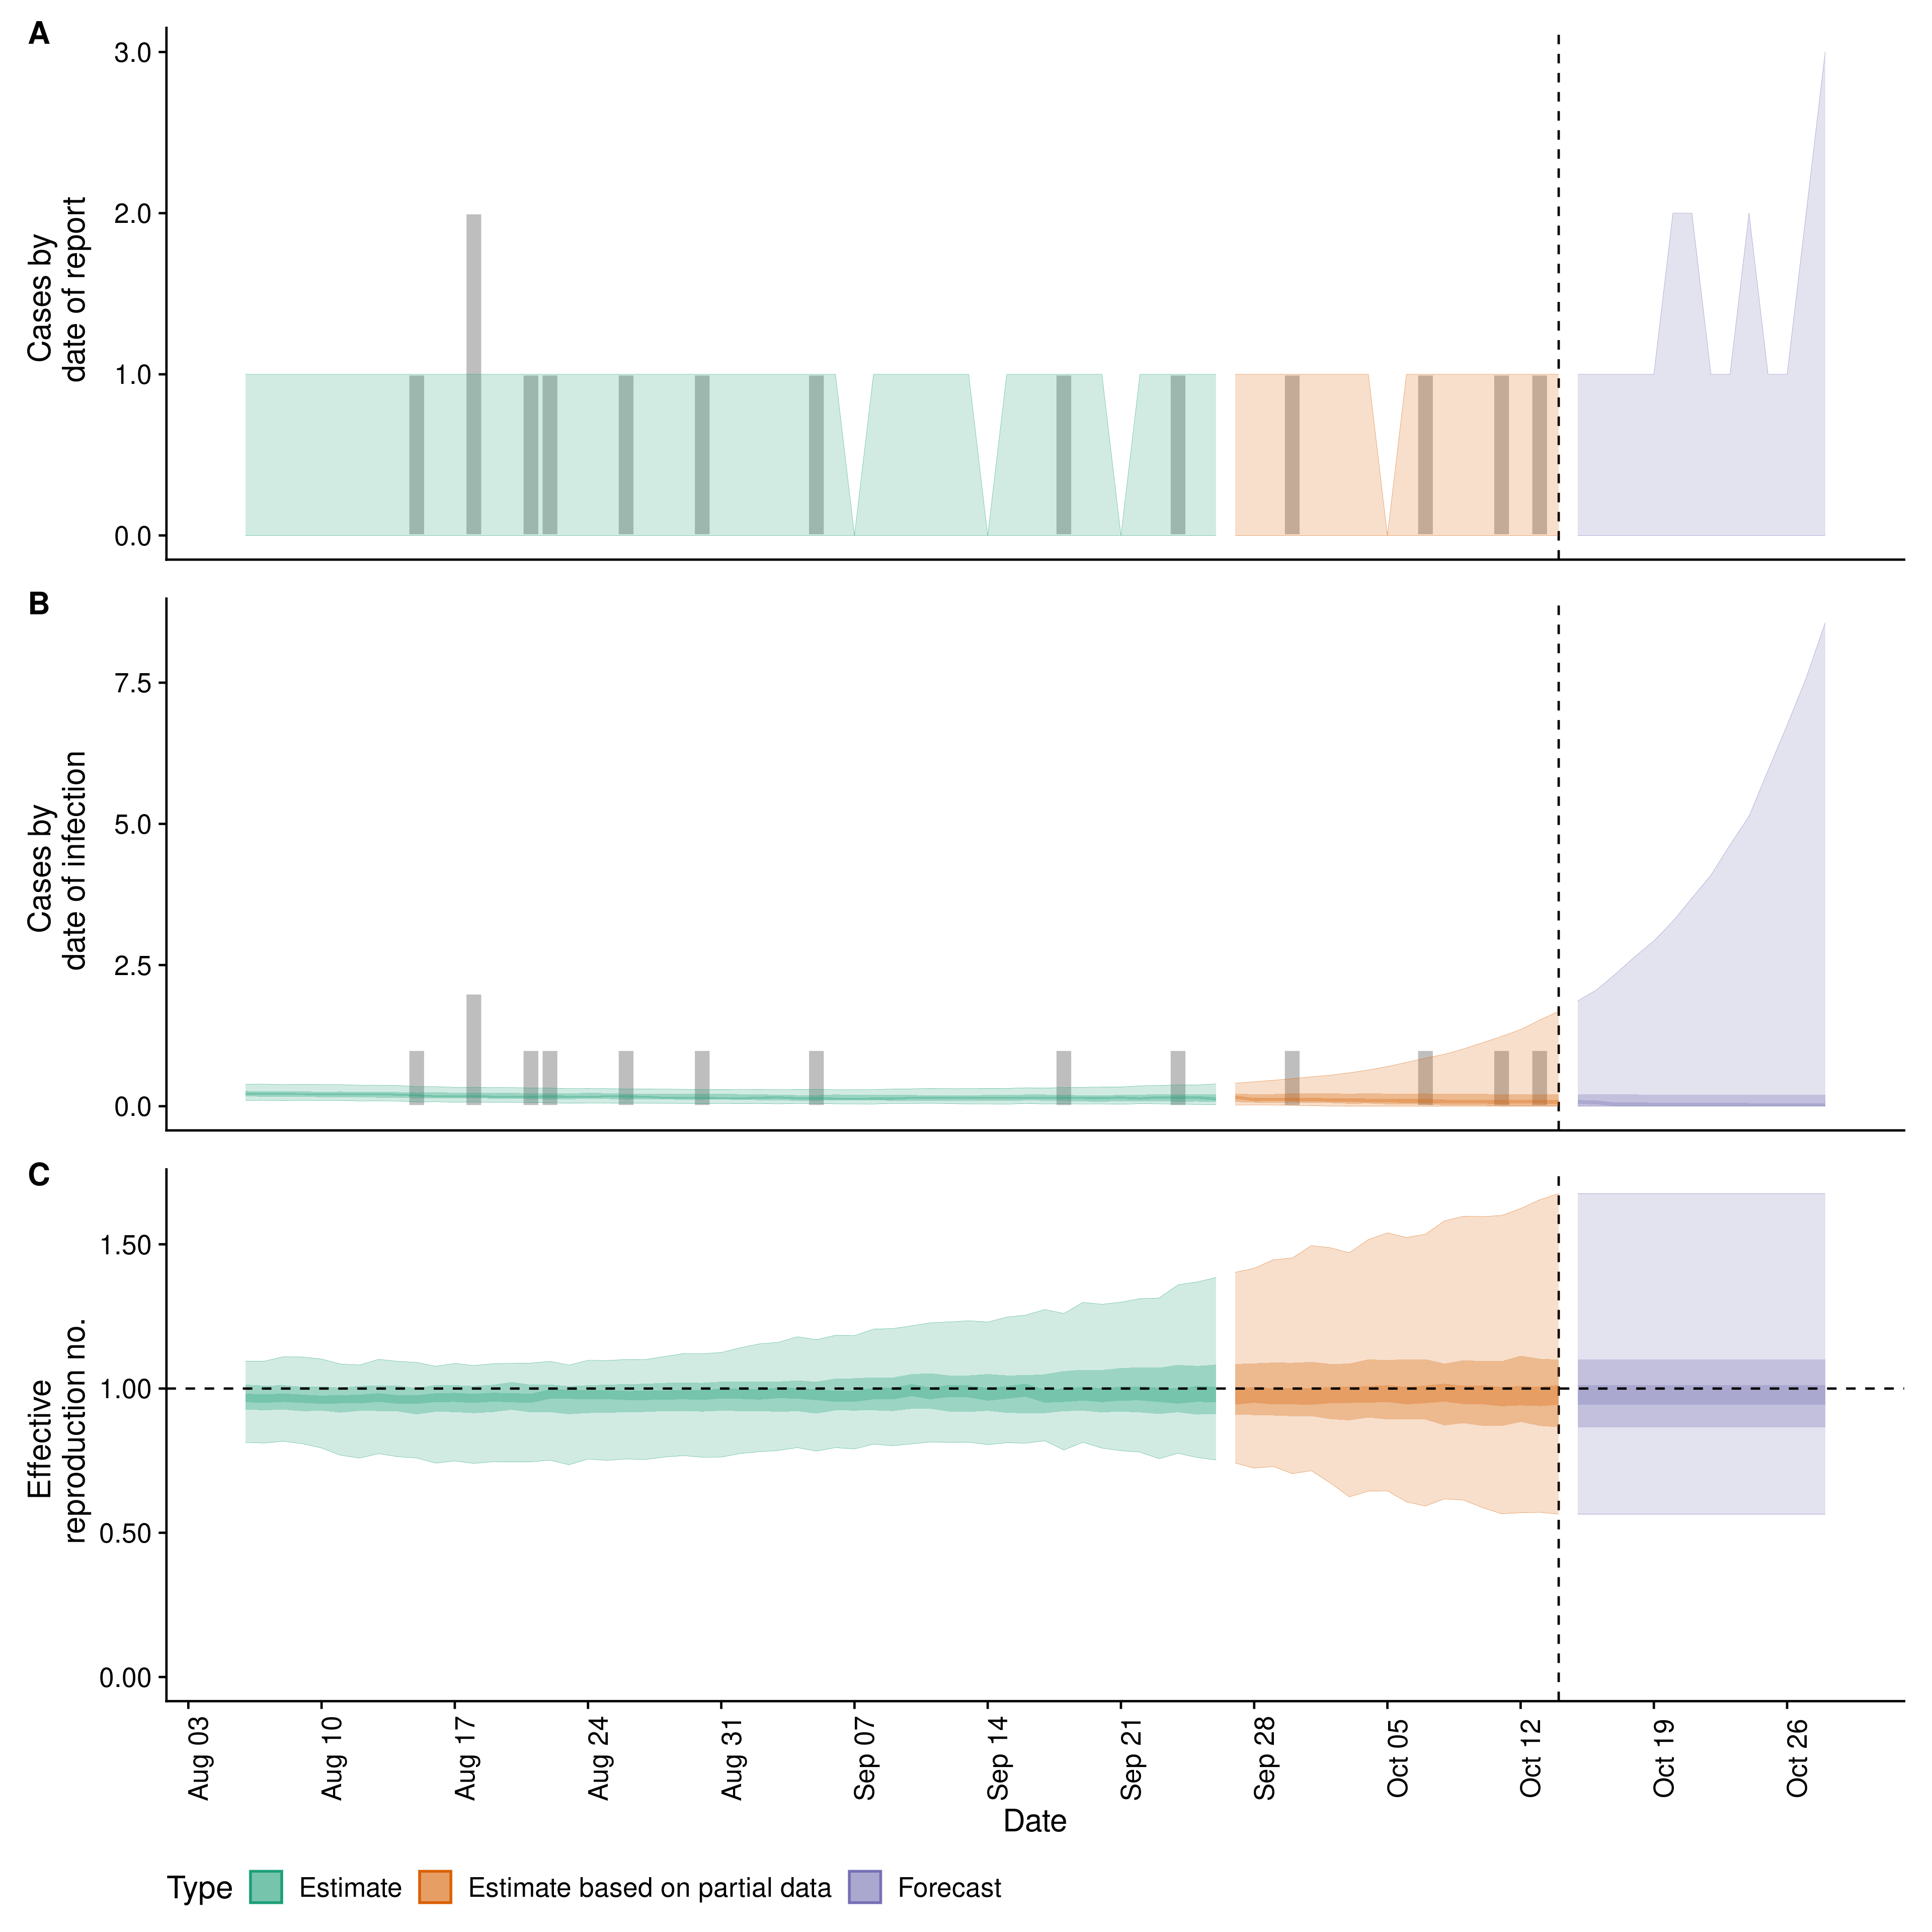 A
Cases by
date of report
3.0
2.0
1.0
0.0
B
Cases by
date of infection
7.5
5.0
2.5
0.0
C
Effective
reproduction no.
1.50
1.00
0.50
0.00
Aug 03
Aug 10
Aug 17
Aug 24
Aug 31
Sep 07
Sep 14
Sep 21
Sep 28
Oct 05
Oct 12
Oct 19
Oct 26
Date
Type Estimate Estimate based on partial data Forecast